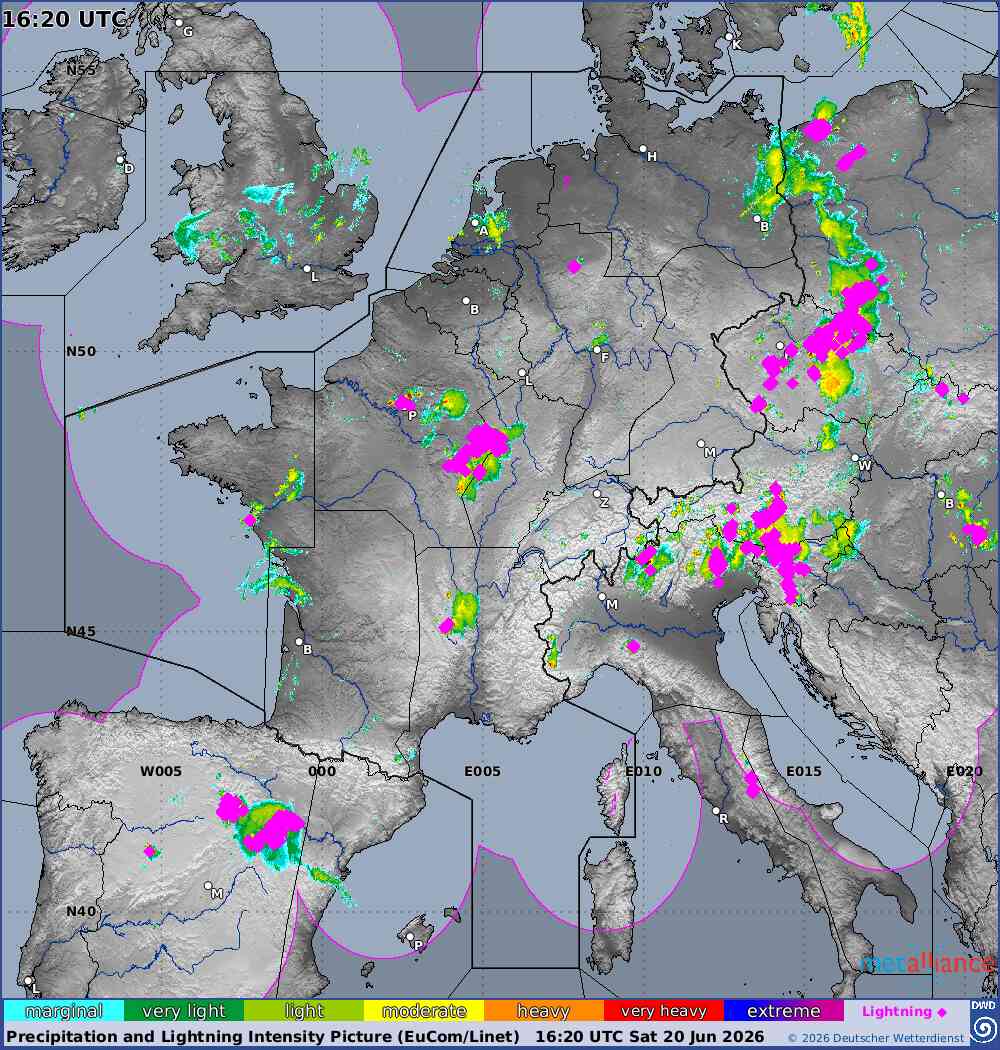 16:20 UTC
G
K
N55
H
D
B
A
L
B
N50
F
L
P
M
W
Z
B
M
N45
B
W005
000
E005
E010
E015
E020
R
M
N40
P
metalliance
L
marginal
very light
light
moderate
heavy
very heavy
extreme
Lightning ◆
DWD
Precipitation and Lightning Intensity Picture (EuCom/Linet) 16:20 UTC Sat 20 Jun 2026
© 2026 Deutscher Wetterdienst